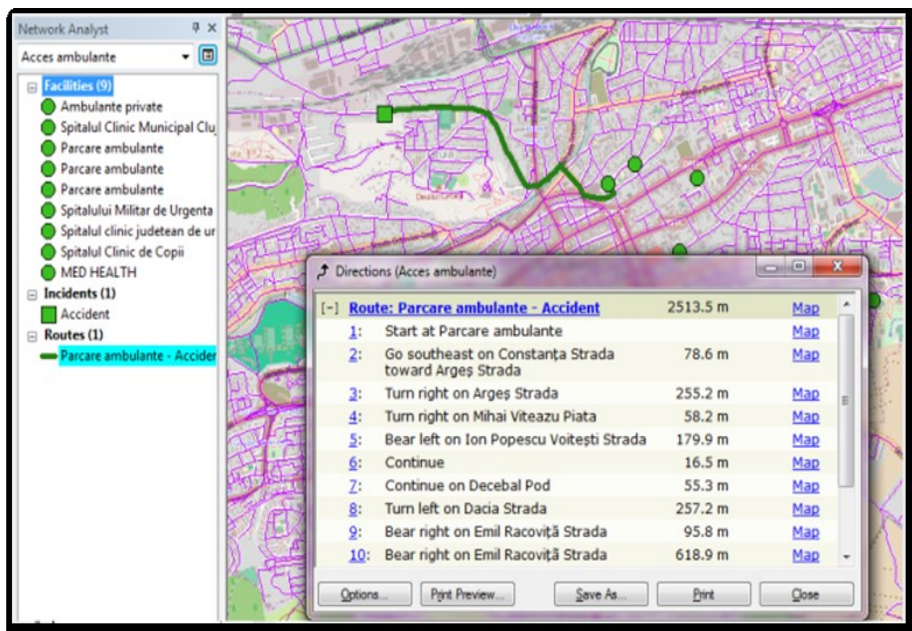 Network Analyst
Acces ambulante
Facilities (9)
Ambulante private
Spitalul Clinic Municipal Cluj
Parcare ambulante
Parcare ambulante
Parcare ambulante
Spitalului Militar de Urgenta
Spitalul clinic judetean de ur
Spitalul Clinic de Copii
MED HEALTH
Incidents (1)
Accident
Routes (1)
Parcare ambulante - Acciden
Directions (Acces ambulante)
[-] Route: Parcare ambulante - Accident 2513.5 m Map
1: Start at Parcare ambulante
2: Go southeast on Constanța Strada 78.6 m Map
toward Argeș Strada
3: Turn right on Argeș Strada 255.2 m Map
4: Turn right on Mihai Viteazu Piata 58.2 m Map
5: Bear left on Ion Popescu Voitești Strada 179.9 m Map
6: Continue 16.5 m Map
7: Continue on Decebal Pod 55.3 m Map
8: Turn left on Dacia Strada 257.2 m Map
9: Bear right on Emil Racoviță Strada 95.8 m Map
10: Bear right on Emil Racoviță Strada 618.9 m Map
Options... Print Preview... Save As... Print Close